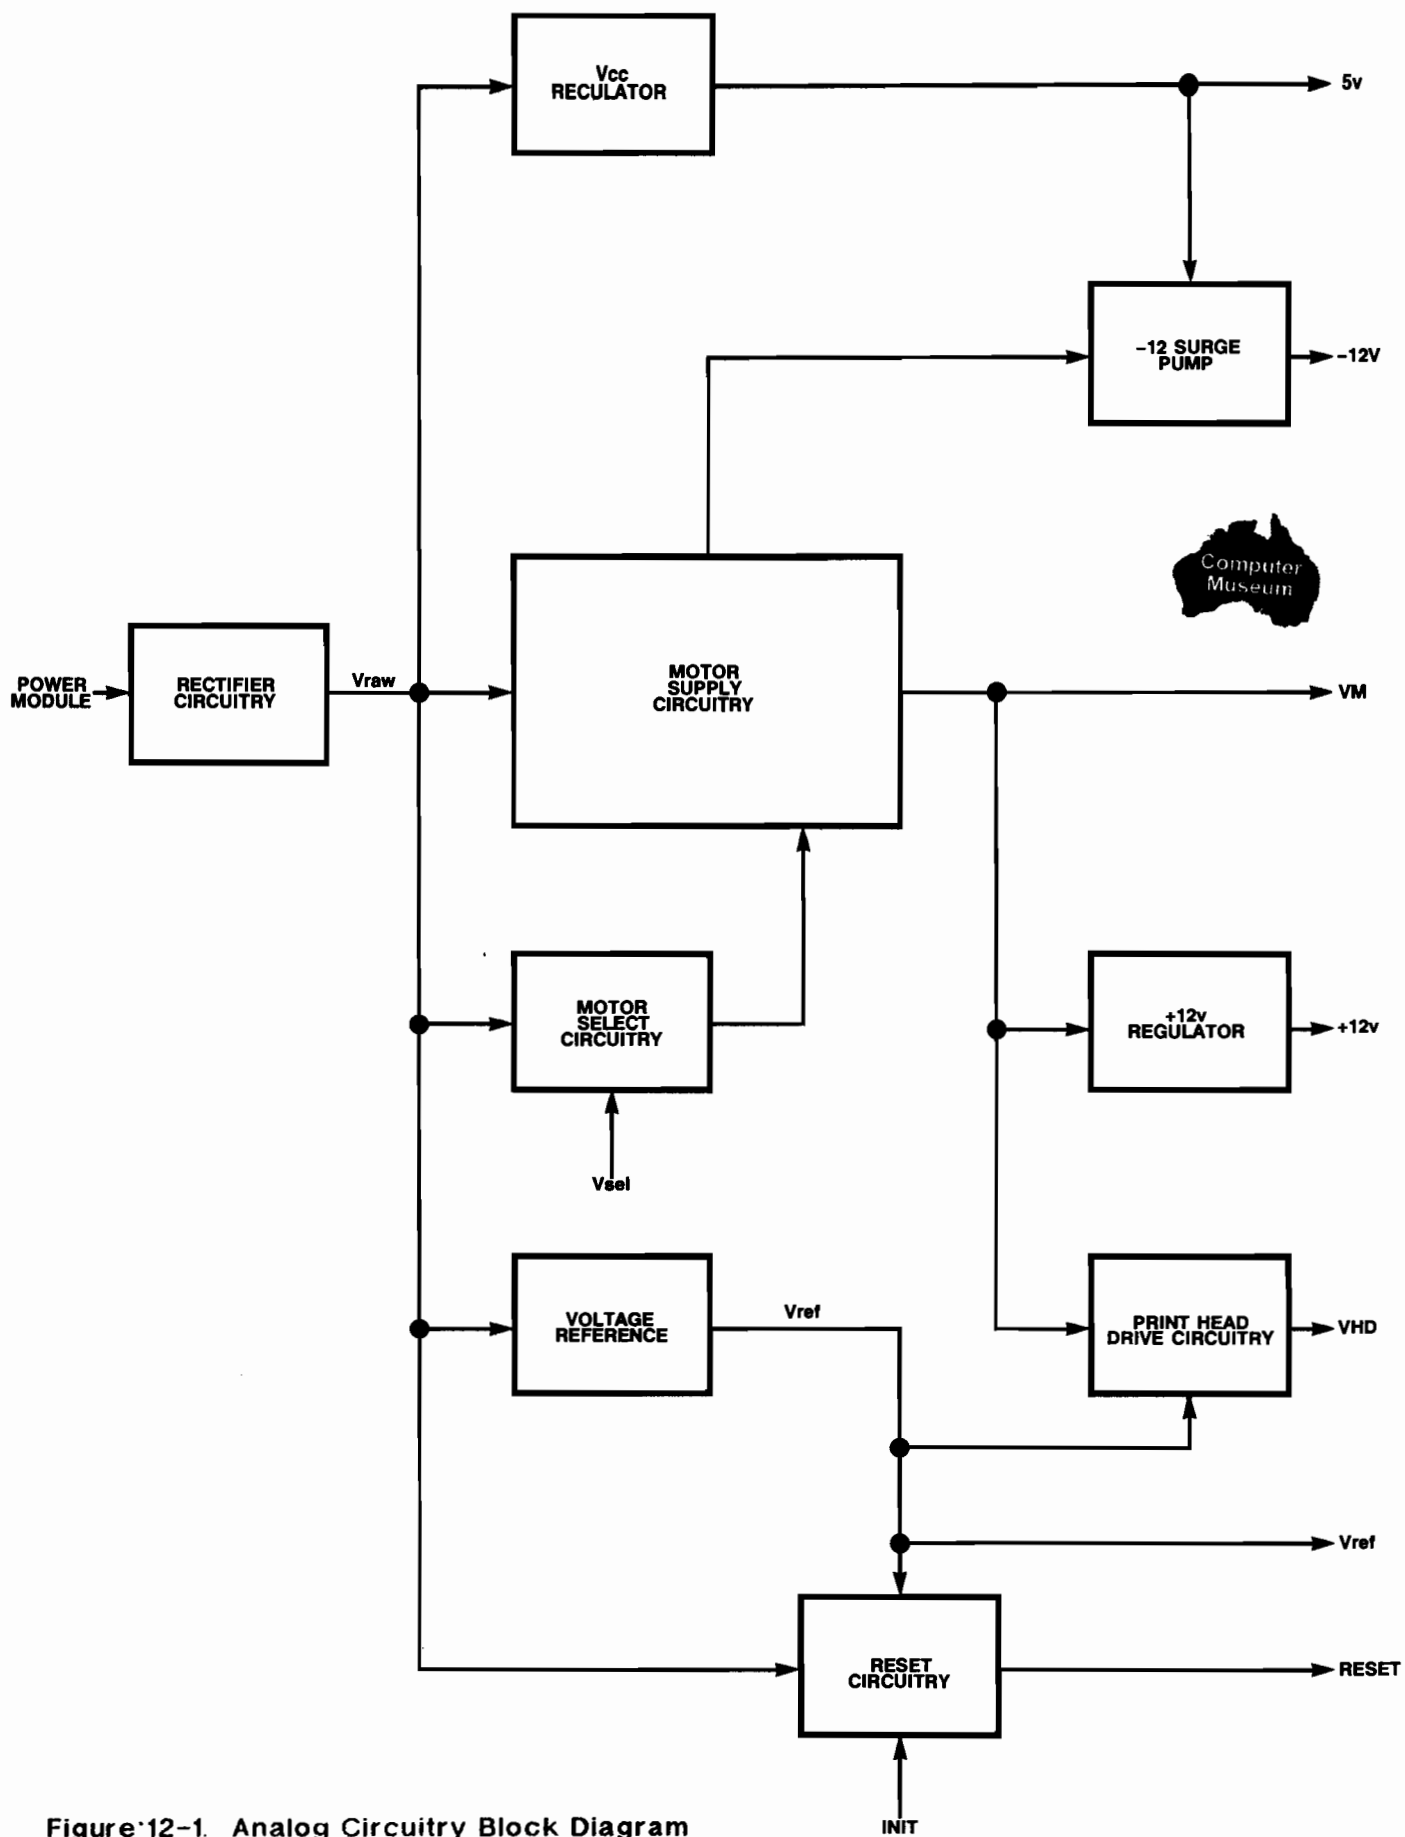 Vcc
RECULATOR
5v
-12 SURGE
PUMP
-12V
Computer
Museum
POWER
MODULE
RECTIFIER
CIRCUITRY
Vraw
MOTOR
SUPPLY
CIRCUITRY
VM
MOTOR
SELECT
CIRCUITRY
+12v
REGULATOR
+12v
Vsel
VOLTAGE
REFERENCE
Vref
PRINT HEAD
DRIVE CIRCUITRY
VHD
Vref
RESET
CIRCUITRY
RESET
INIT
Figure 12-1. Analog Circuitry Block Diagram